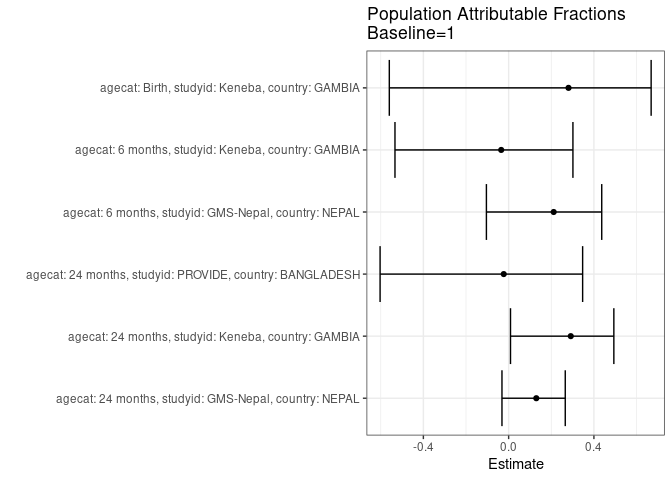 Population Attributable Fractions
Baseline=1
agecat: Birth, studyid: Keneba, country: GAMBIA
agecat: 6 months, studyid: Keneba, country: GAMBIA
agecat: 6 months, studyid: GMS-Nepal, country: NEPAL
agecat: 24 months, studyid: PROVIDE, country: BANGLADESH
agecat: 24 months, studyid: Keneba, country: GAMBIA
agecat: 24 months, studyid: GMS-Nepal, country: NEPAL
-0.4 0.0 0.4
Estimate